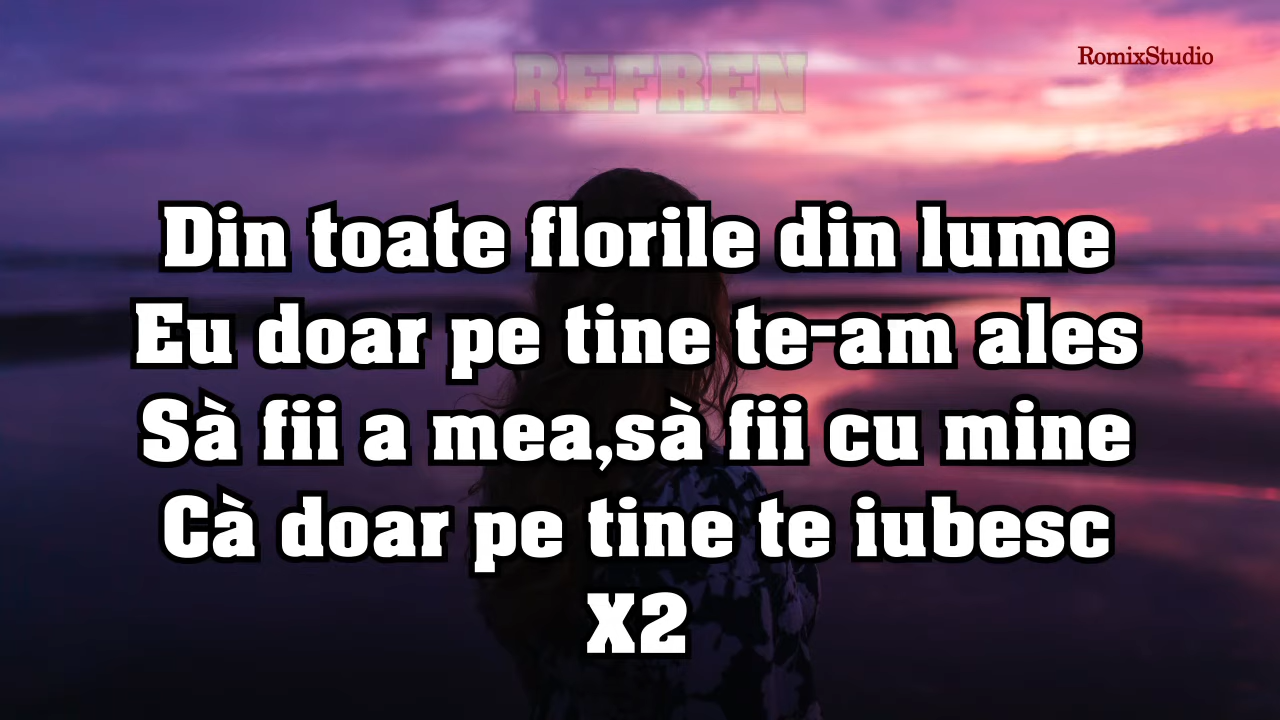 RomixStudio
REFREN
Din toate florile din lume
Eu doar pe tine te-am ales
Sà fii a mea,sà fii cu mine
Cà doar pe tine te iubesc
X2